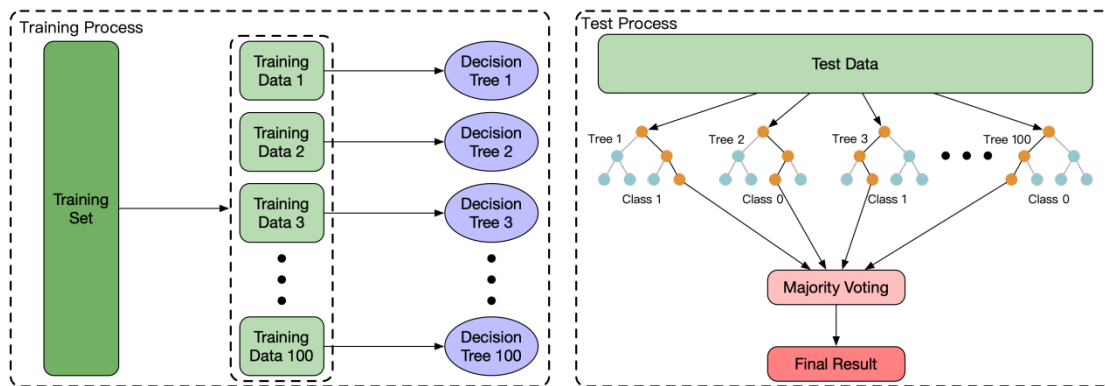 Training Process
Training
Set
Training
Data 1
Decision
Tree 1
Training
Data 2
Decision
Tree 2
Training
Data 3
Decision
Tree 3
Training
Data 100
Decision
Tree 100
Test Process
Test Data
Tree 1
Tree 2
Tree 3
Tree 100
Class 1
Class 0
Class 1
Class 0
Majority Voting
Final Result